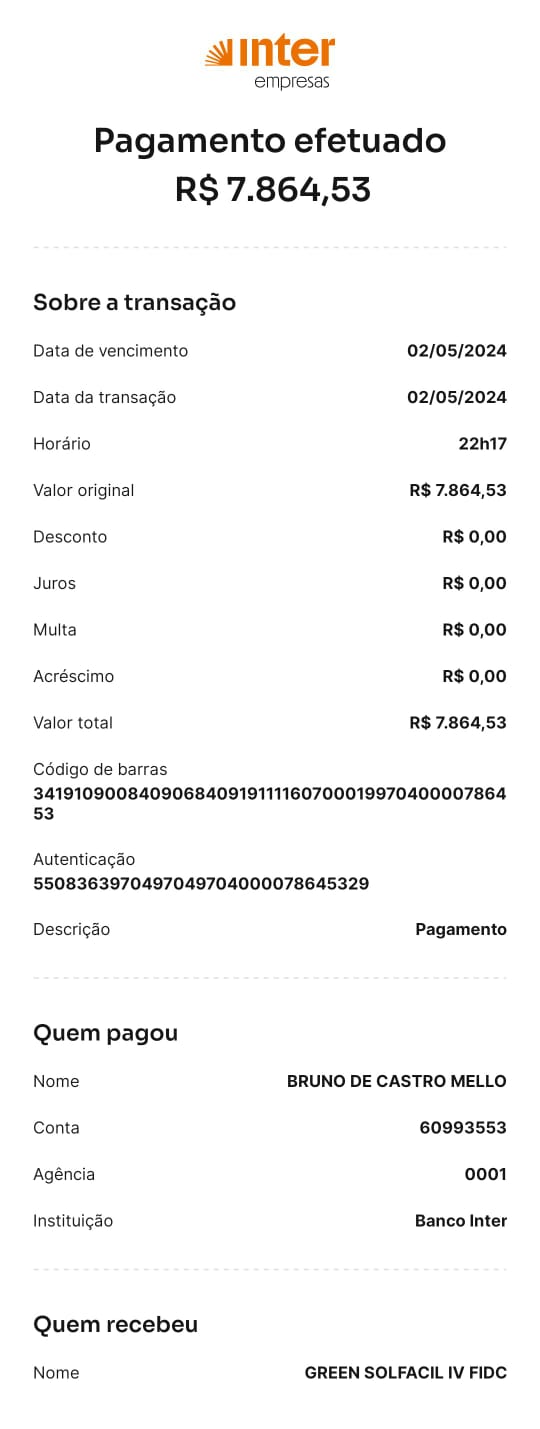 inter
empresas
Pagamento efetuado
R$ 7.864,53
Sobre a transação
Data de vencimento 02/05/2024
Data da transação 02/05/2024
Horário 22h17
Valor original R$ 7.864,53
Desconto R$ 0,00
Juros R$ 0,00
Multa R$ 0,00
Acréscimo R$ 0,00
Valor total R$ 7.864,53
Código de barras
341910900840906840919111160700019970400007864
53
Autenticação
5508363970497049704000078645329
Descrição Pagamento
Quem pagou
Nome BRUNO DE CASTRO MELLO
Conta 60993553
Agência 0001
Instituição Banco Inter
Quem recebeu
Nome GREEN SOLFACIL IV FIDC